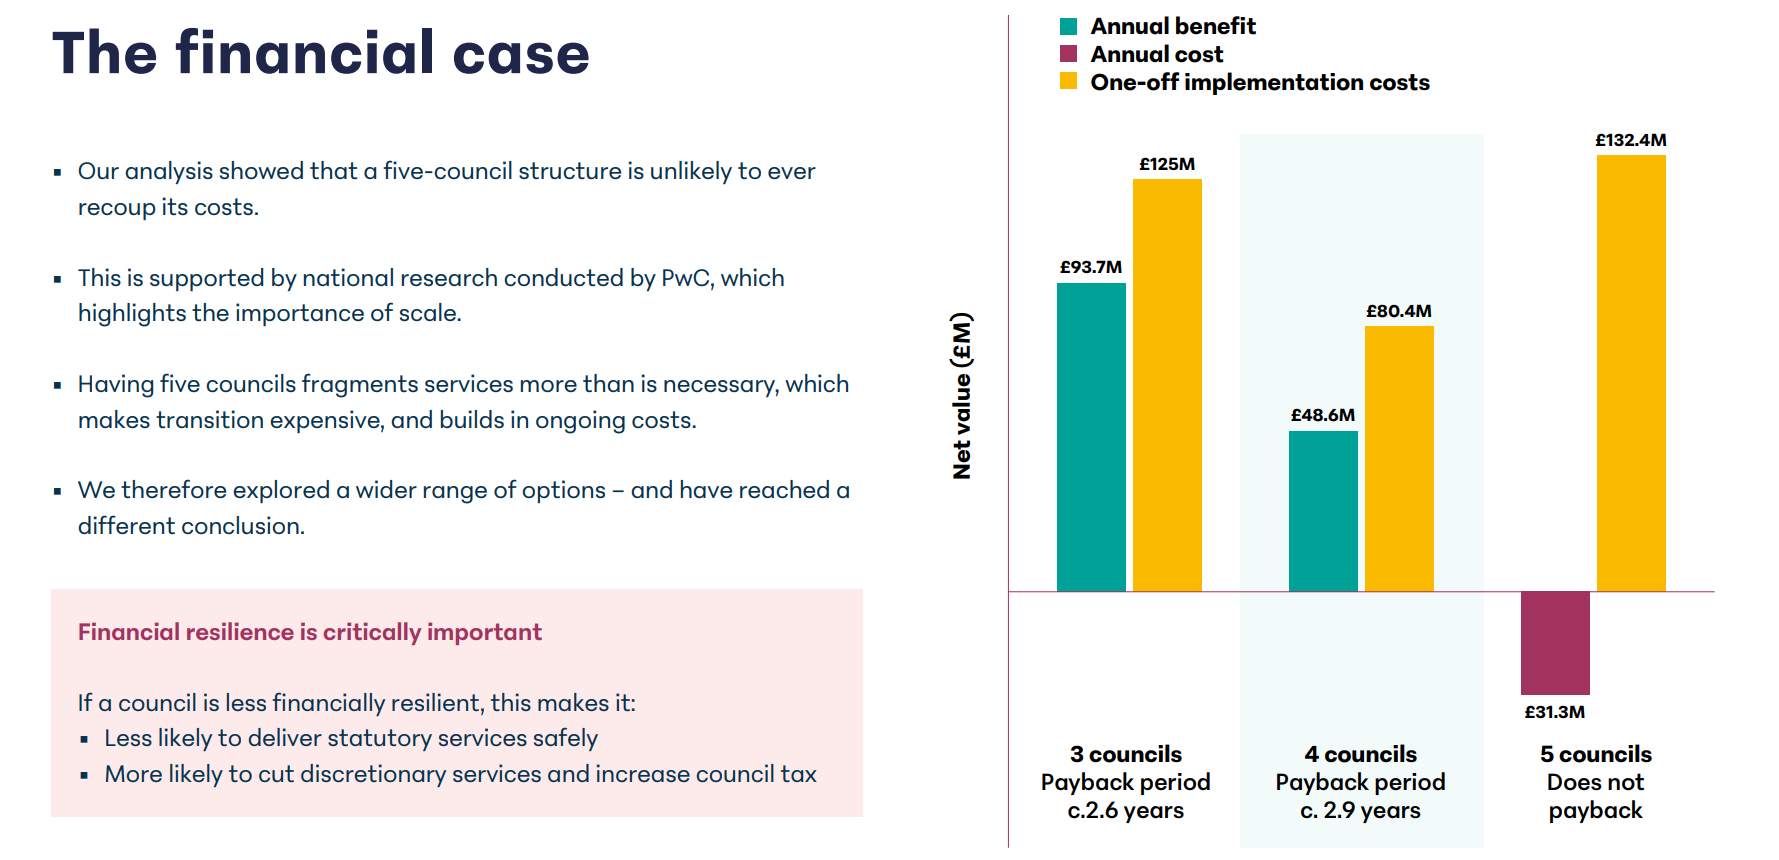 The financial case
▪ Our analysis showed that a five-council structure is unlikely to ever
recoup its costs.
▪ This is supported by national research conducted by PwC, which
highlights the importance of scale.
▪ Having five councils fragments services more than is necessary, which
makes transition expensive, and builds in ongoing costs.
▪ We therefore explored a wider range of options – and have reached a
different conclusion.
Financial resilience is critically important
If a council is less financially resilient, this makes it:
▪ Less likely to deliver statutory services safely
▪ More likely to cut discretionary services and increase council tax
Annual benefit
Annual cost
One-off implementation costs
Net value (£M)
£93.7M
£125M
£48.6M
£80.4M
£132.4M
£31.3M
3 councils
Payback period
c.2.6 years
4 councils
Payback period
c. 2.9 years
5 councils
Does not
payback